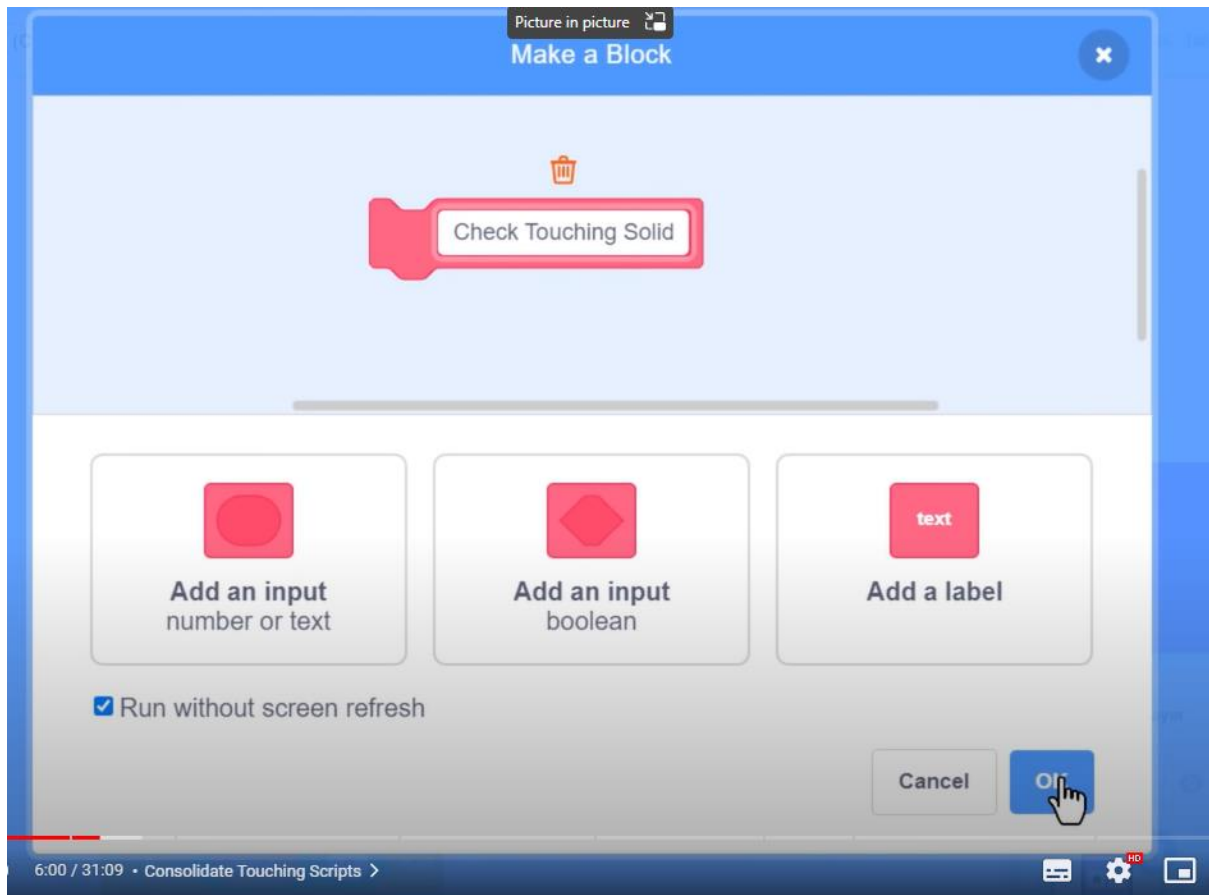 Picture in picture
Make a Block
Check Touching Solid
text
Add an input
number or text
Add an input
boolean
Add a label
Run without screen refresh
Cancel
OK
6:00 / 31:09 • Consolidate Touching Scripts >
HD